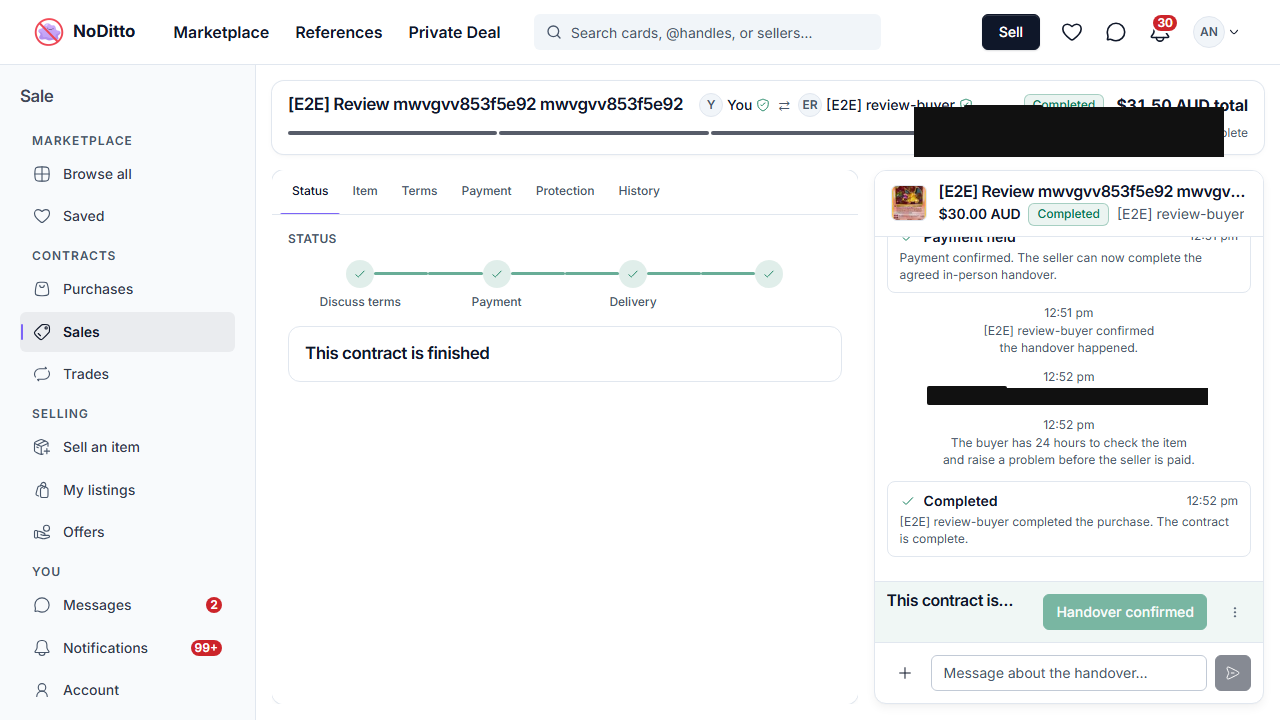 NoDitto
Marketplace
References
Private Deal
Search cards, @handles, or sellers...
Sell
30
AN
Sale
MARKETPLACE
Browse all
Saved
CONTRACTS
Purchases
Sales
Trades
SELLING
Sell an item
My listings
Offers
YOU
Messages
2
Notifications
99+
Account
[E2E] Review mwvgvv853f5e92 mwvgvv853f5e92
Y You
ER [E2E] review-buyer
Completed
$31.50 AUD total
Status
Item
Terms
Payment
Protection
History
STATUS
Discuss terms
Payment
Delivery
This contract is finished
[E2E] Review mwvgvv853f5e92 mwvgv...
$30.00 AUD
Completed
[E2E] review-buyer
Payment held
12:51 pm
Payment confirmed. The seller can now complete the
agreed in-person handover.
12:51 pm
[E2E] review-buyer confirmed
the handover happened.
12:52 pm
12:52 pm
The buyer has 24 hours to check the item
and raise a problem before the seller is paid.
Completed
12:52 pm
[E2E] review-buyer completed the purchase. The contract
is complete.
This contract is...
Handover confirmed
Message about the handover...